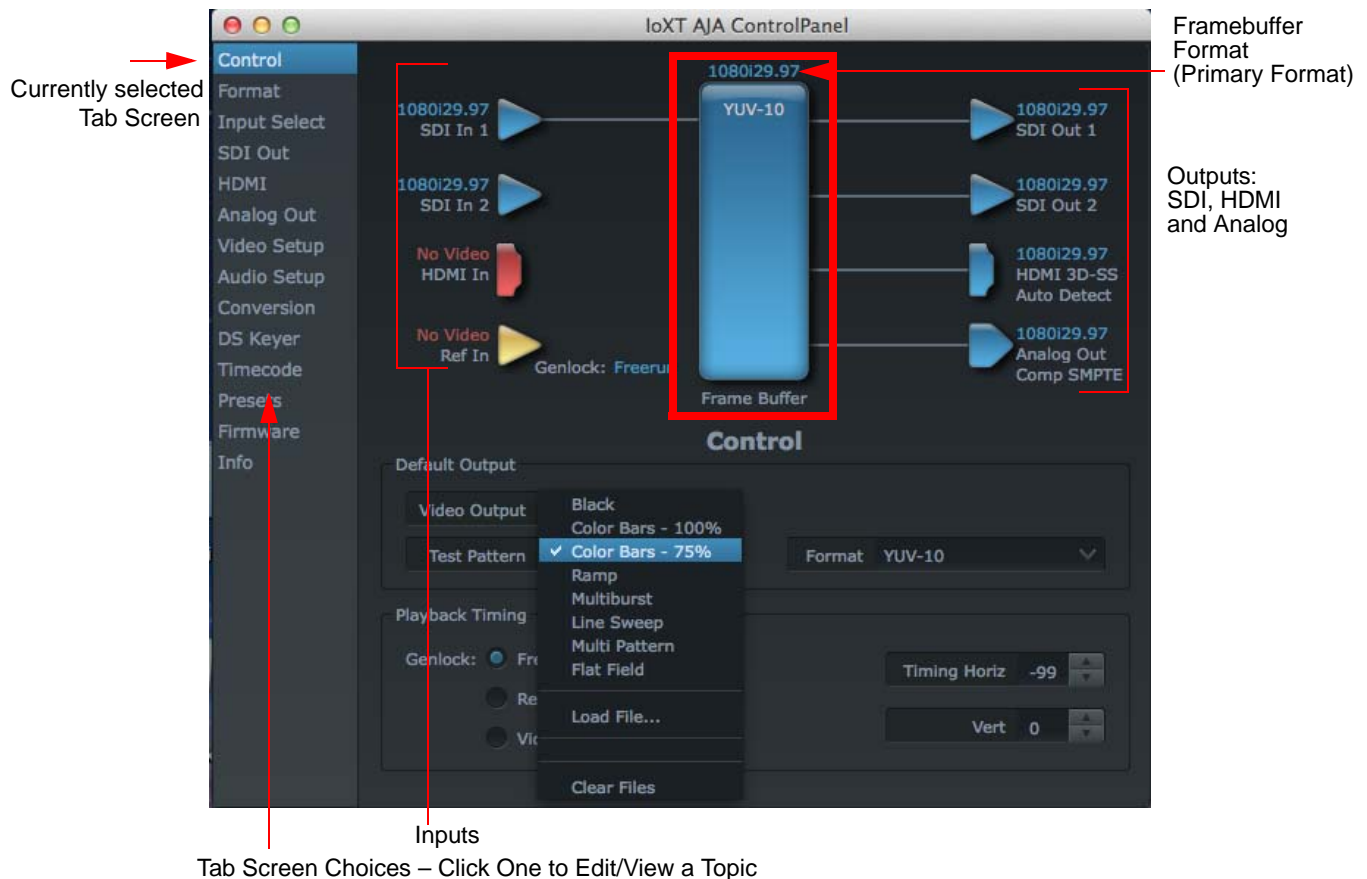 IoXT AJA ControlPanel
Currently selected
Tab Screen
Control
Format
Input Select
SDI Out
HDMI
Analog Out
Video Setup
Audio Setup
Conversion
DS Keyer
Timecode
Presets
Firmware
Info
1080i29.97
SDI In 1
1080i29.97
SDI In 2
No Video
HDMI In
No Video
Ref In
Genlock: Freerun
1080i29.97
YUV-10
Frame Buffer
1080i29.97
SDI Out 1
1080i29.97
SDI Out 2
1080i29.97
HDMI 3D-SS
Auto Detect
1080i29.97
Analog Out
Comp SMPTE
Framebuffer
Format
(Primary Format)
Outputs:
SDI, HDMI
and Analog
Control
Default Output
Video Output
Test Pattern
Black
Color Bars - 100%
✓ Color Bars - 75%
Ramp
Multiburst
Line Sweep
Multi Pattern
Flat Field
Load File...
Clear Files
Format YUV-10
Playback Timing
Genlock: Fre
Re
Vid
Timing Horiz -99
Vert 0
Inputs
Tab Screen Choices – Click One to Edit/View a Topic